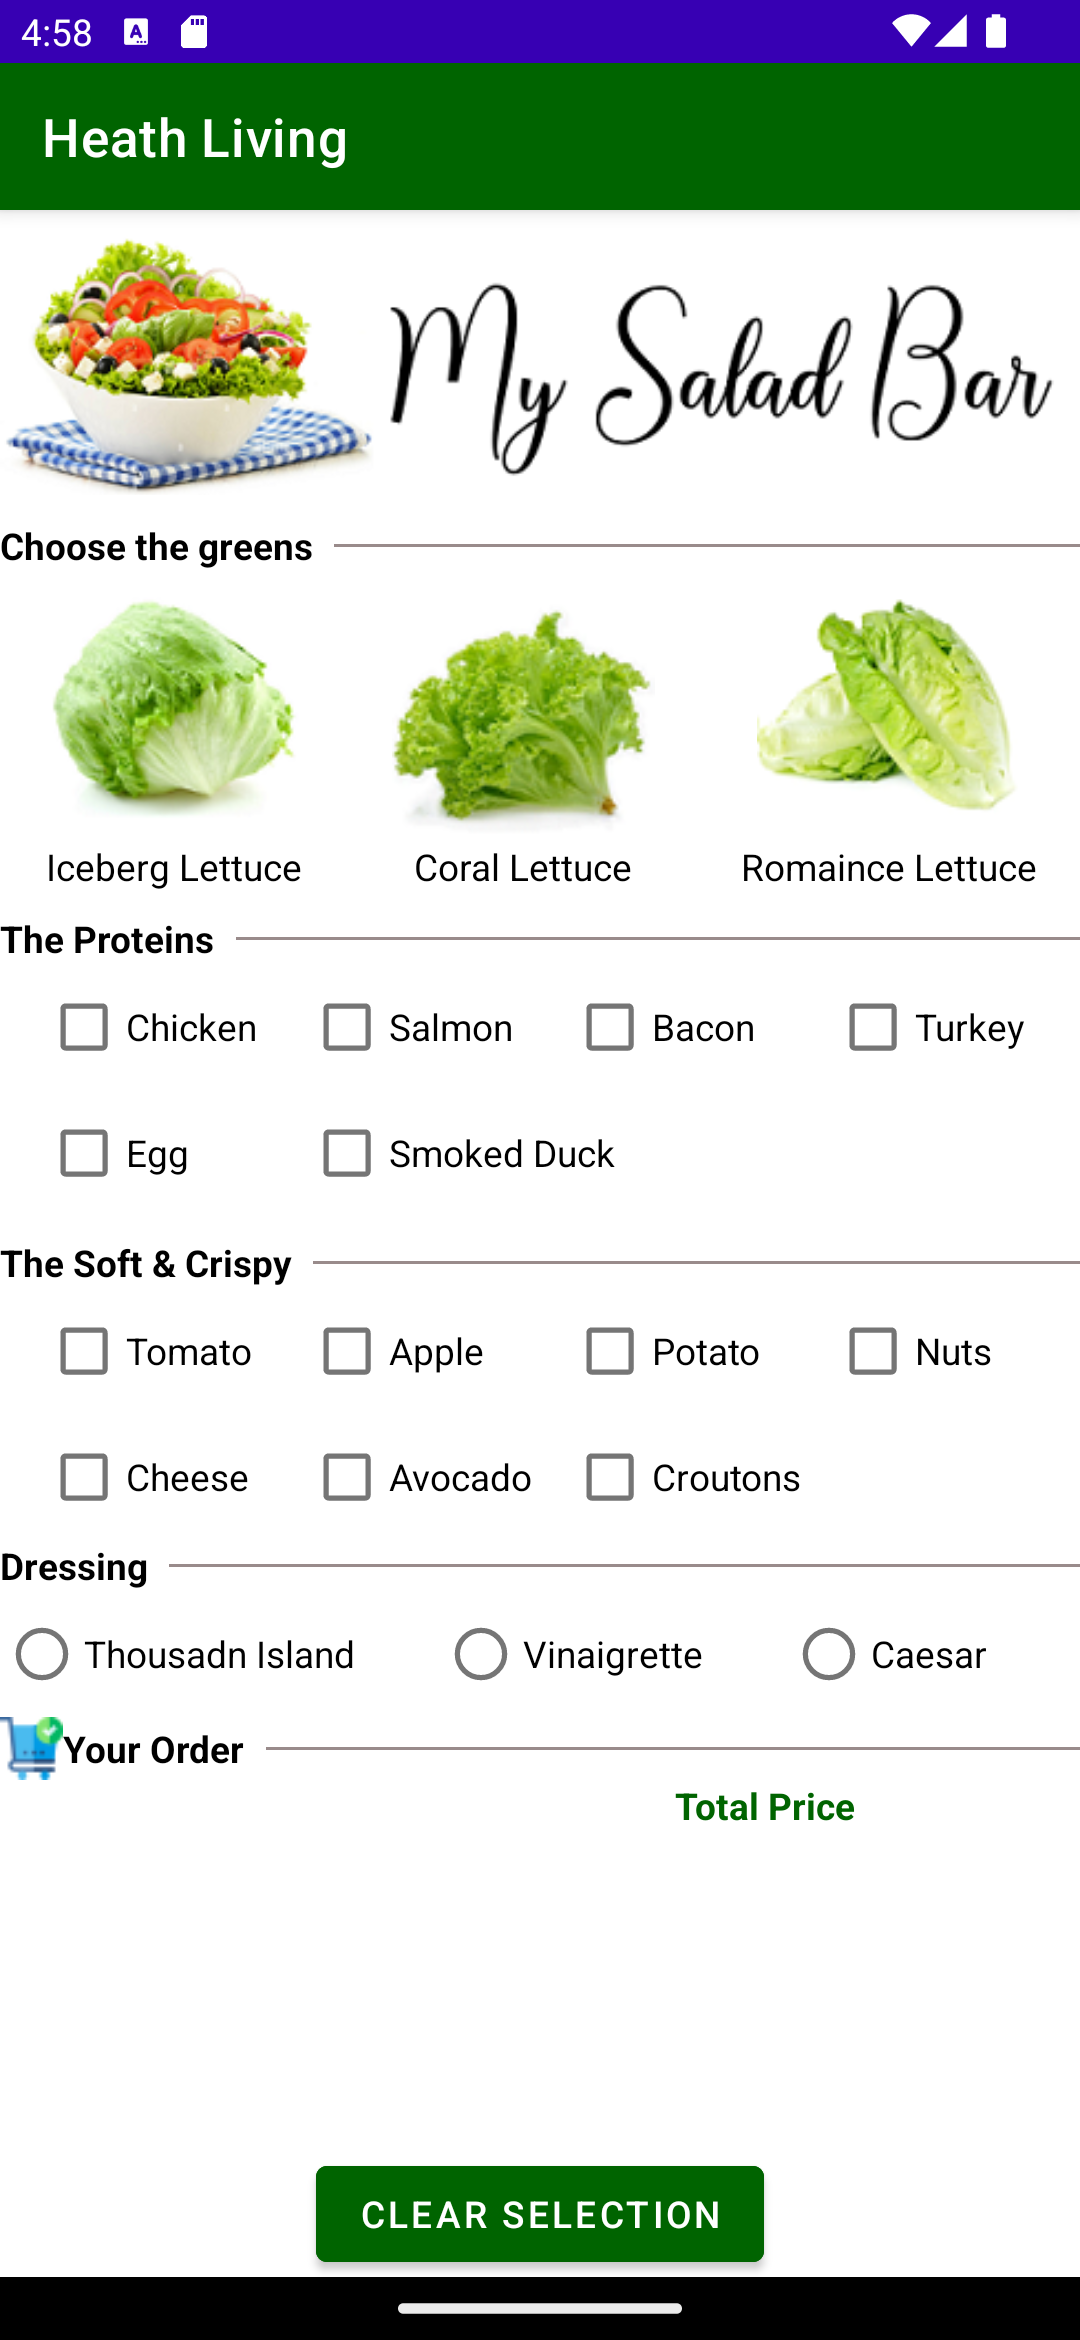 4:58
Heath Living
My Salad Bar
Choose the greens
Iceberg Lettuce Coral Lettuce Romaince Lettuce
The Proteins
Chicken Salmon Bacon Turkey
Egg Smoked Duck
The Soft & Crispy
Tomato Apple Potato Nuts
Cheese Avocado Croutons
Dressing
Thousadn Island Vinaigrette Caesar
Your Order
Total Price
CLEAR SELECTION